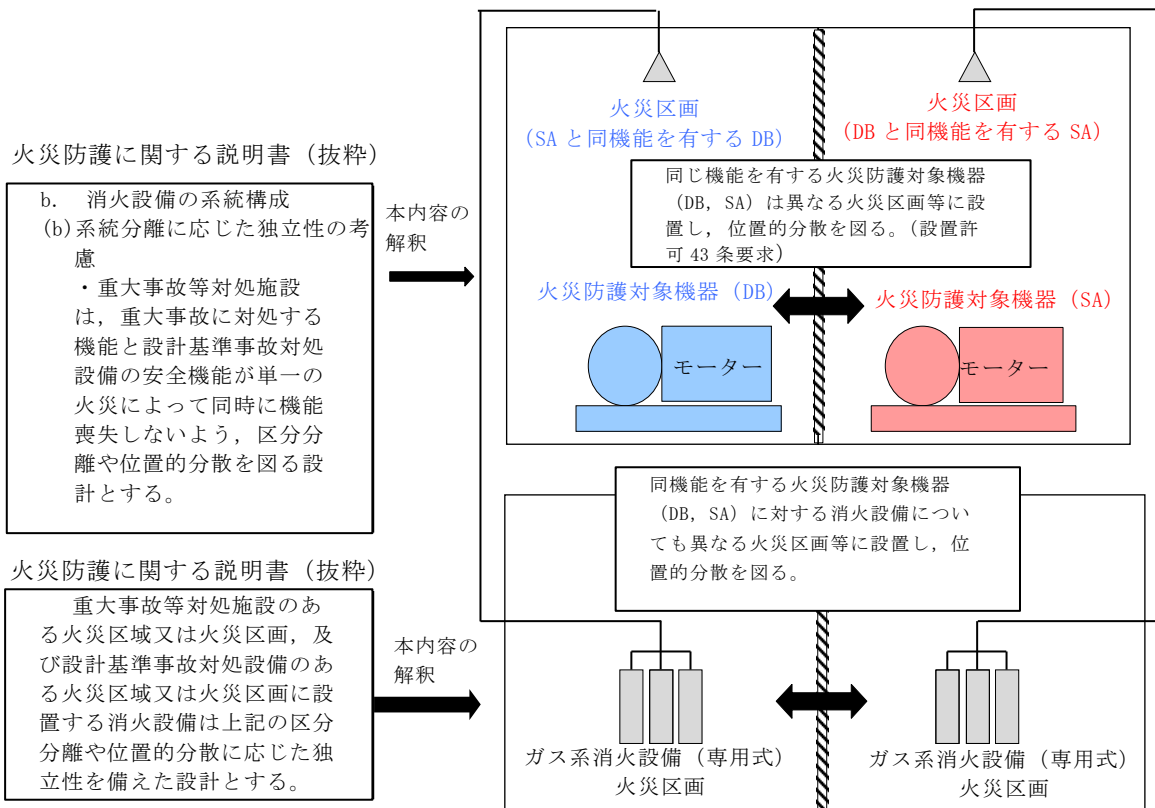 火災防護に関する説明書（抜粋）
b.　消火設備の系統構成
(b)系統分離に応じた独立性の考
慮
・重大事故等対処施設
は，重大事故に対処する
機能と設計基準事故対処
設備の安全機能が単一の
火災によって同時に機能
喪失しないよう，区分分
離や位置的分散を図る設
計とする。
本内容の
解釈
火災区画
(SA と同機能を有する DB)
火災区画
(DB と同機能を有する SA)
同じ機能を有する火災防護対象機器
（DB, SA）は異なる火災区画等に設
置し，位置的分散を図る。(設置許
可 43 条要求)
火災防護対象機器（DB）
火災防護対象機器（SA）
モーター
モーター
火災防護に関する説明書（抜粋）
重大事故等対処施設のあ
る火災区域又は火災区画，及
び設計基準事故対処設備のあ
る火災区域又は火災区画に設
置する消火設備は上記の区分
分離や位置的分散に応じた独
立性を備えた設計とする。
本内容の
解釈
同機能を有する火災防護対象機器
（DB, SA）に対する消火設備につい
ても異なる火災区画等に設置し，位
置的分散を図る。
ガス系消火設備（専用式）
火災区画
ガス系消火設備（専用式）
火災区画